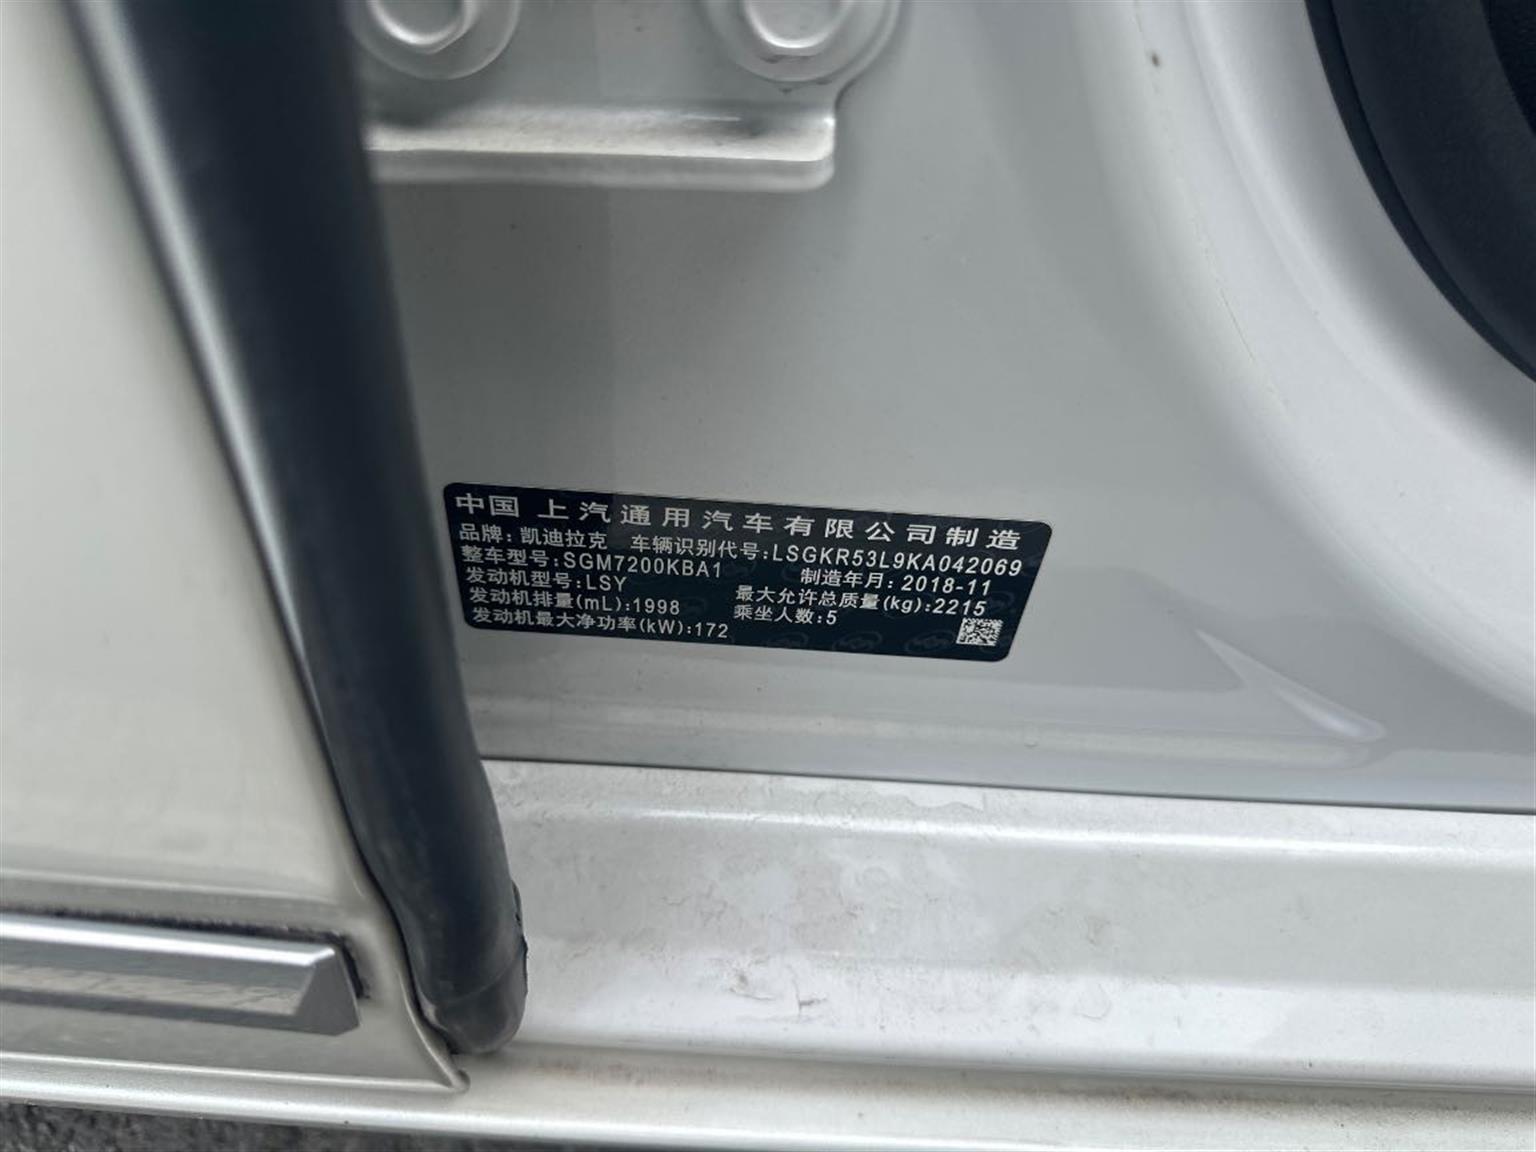 中国 上汽通用汽车有限公司制造
品牌：凯迪拉克 车辆识别代号：LSGKR53L9KA042069
整车型号：SGM7200KBA1 制造年月：2018-11
发动机型号：LSY 最大允许总质量(kg)：2215
发动机排量(mL)：1998 乘坐人数：5
发动机最大净功率(kW)：172